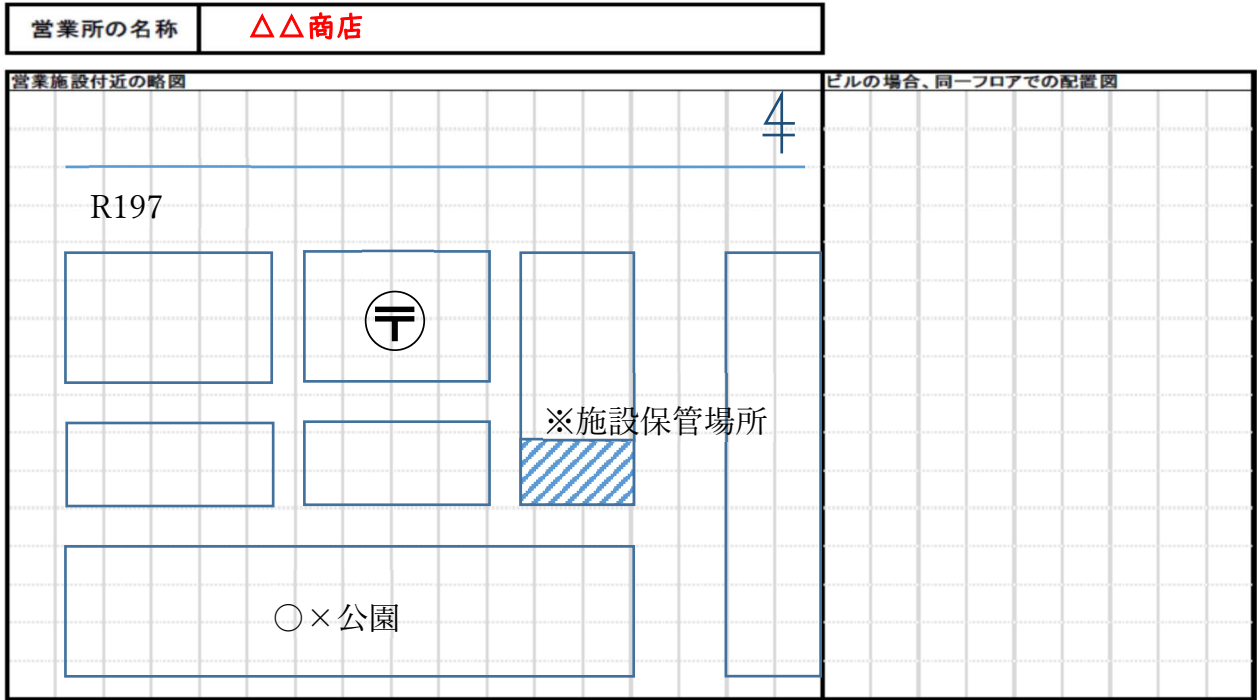 営業所の名称
△△商店
営業施設付近の略図
ビルの場合、同一フロアでの配置図
R197
〒
※施設保管場所
○×公園